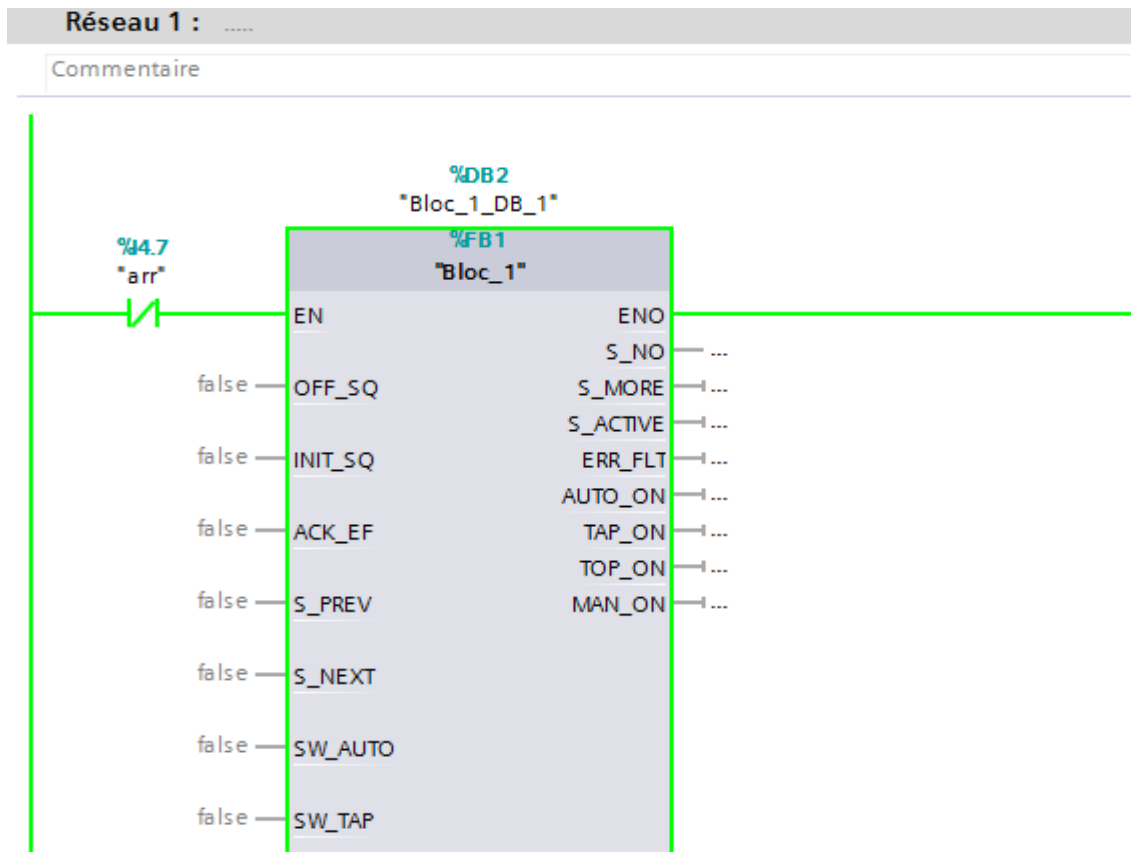 Réseau 1 : .....
Commentaire
%DB2
"Bloc_1_DB_1"
%I4.7
"arr"
%FB1
"Bloc_1"
EN ENO
S_NO ...
false OFF_SQ S_MORE ...
S_ACTIVE ...
false INIT_SQ ERR_FLT ...
AUTO_ON ...
false ACK_EF TAP_ON ...
TOP_ON ...
false S_PREV MAN_ON ...
false S_NEXT
false SW_AUTO
false SW_TAP